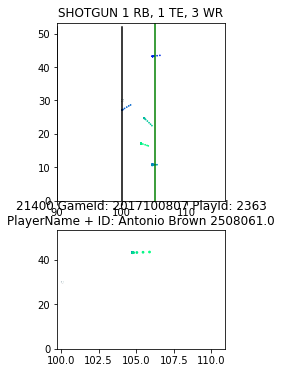 SHOTGUN 1 RB, 1 TE, 3 WR
50
40
30
20
10
0
90 100 110
21400 GameId: 2017100807 PlayId: 2363
PlayerName + ID: Antonio Brown 2508061.0
40
20
0
100.0 102.5 105.0 107.5 110.0